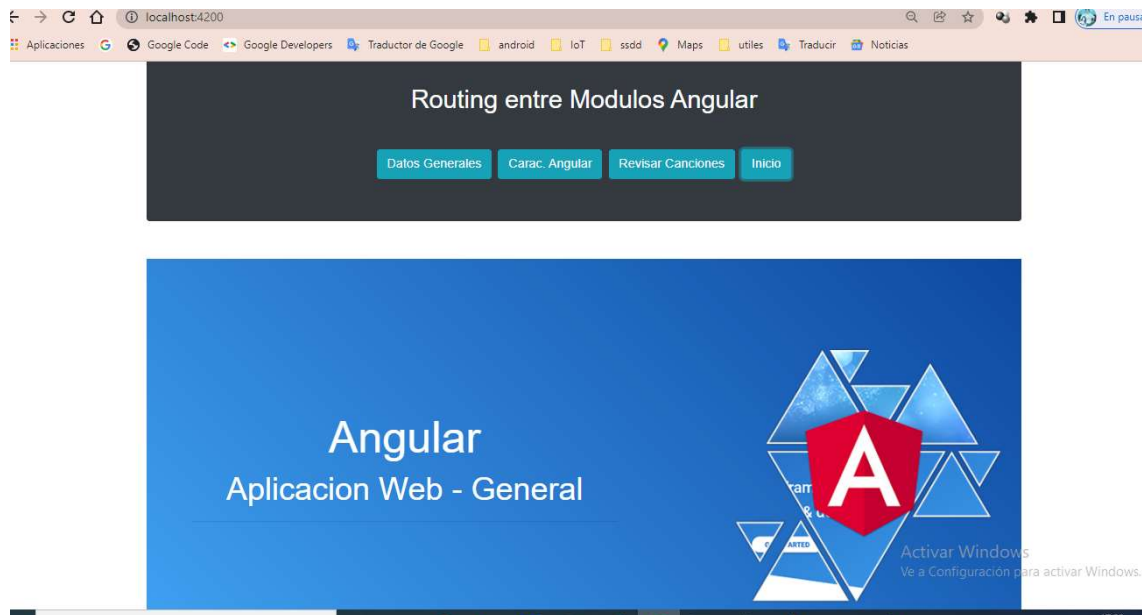 localhost:4200
En pausa
Aplicaciones
Google Code
Google Developers
Traductor de Google
android
IoT
ssdd
Maps
utiles
Traducir
Noticias
Routing entre Modulos Angular
Datos Generales
Carac. Angular
Revisar Canciones
Inicio
Angular
Aplicacion Web - General
A
Activar Windows
Ve a Configuración para activar Windows.